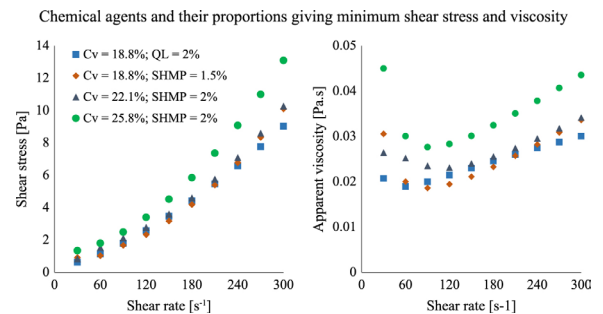 Chemical agents and their proportions giving minimum shear stress and viscosity
14
12
10
8
6
4
2
0
Shear stress [Pa]
Cv = 18.8%; QL = 2%
Cv = 18.8%; SHMP = 1.5%
Cv = 22.1%; SHMP = 2%
Cv = 25.8%; SHMP = 2%
0 60 120 180 240 300
Shear rate [s-1]
0.05
0.04
0.03
0.02
0.01
0
Apparent viscosity [Pa.s]
0 60 120 180 240 300
Shear rate [s-1]